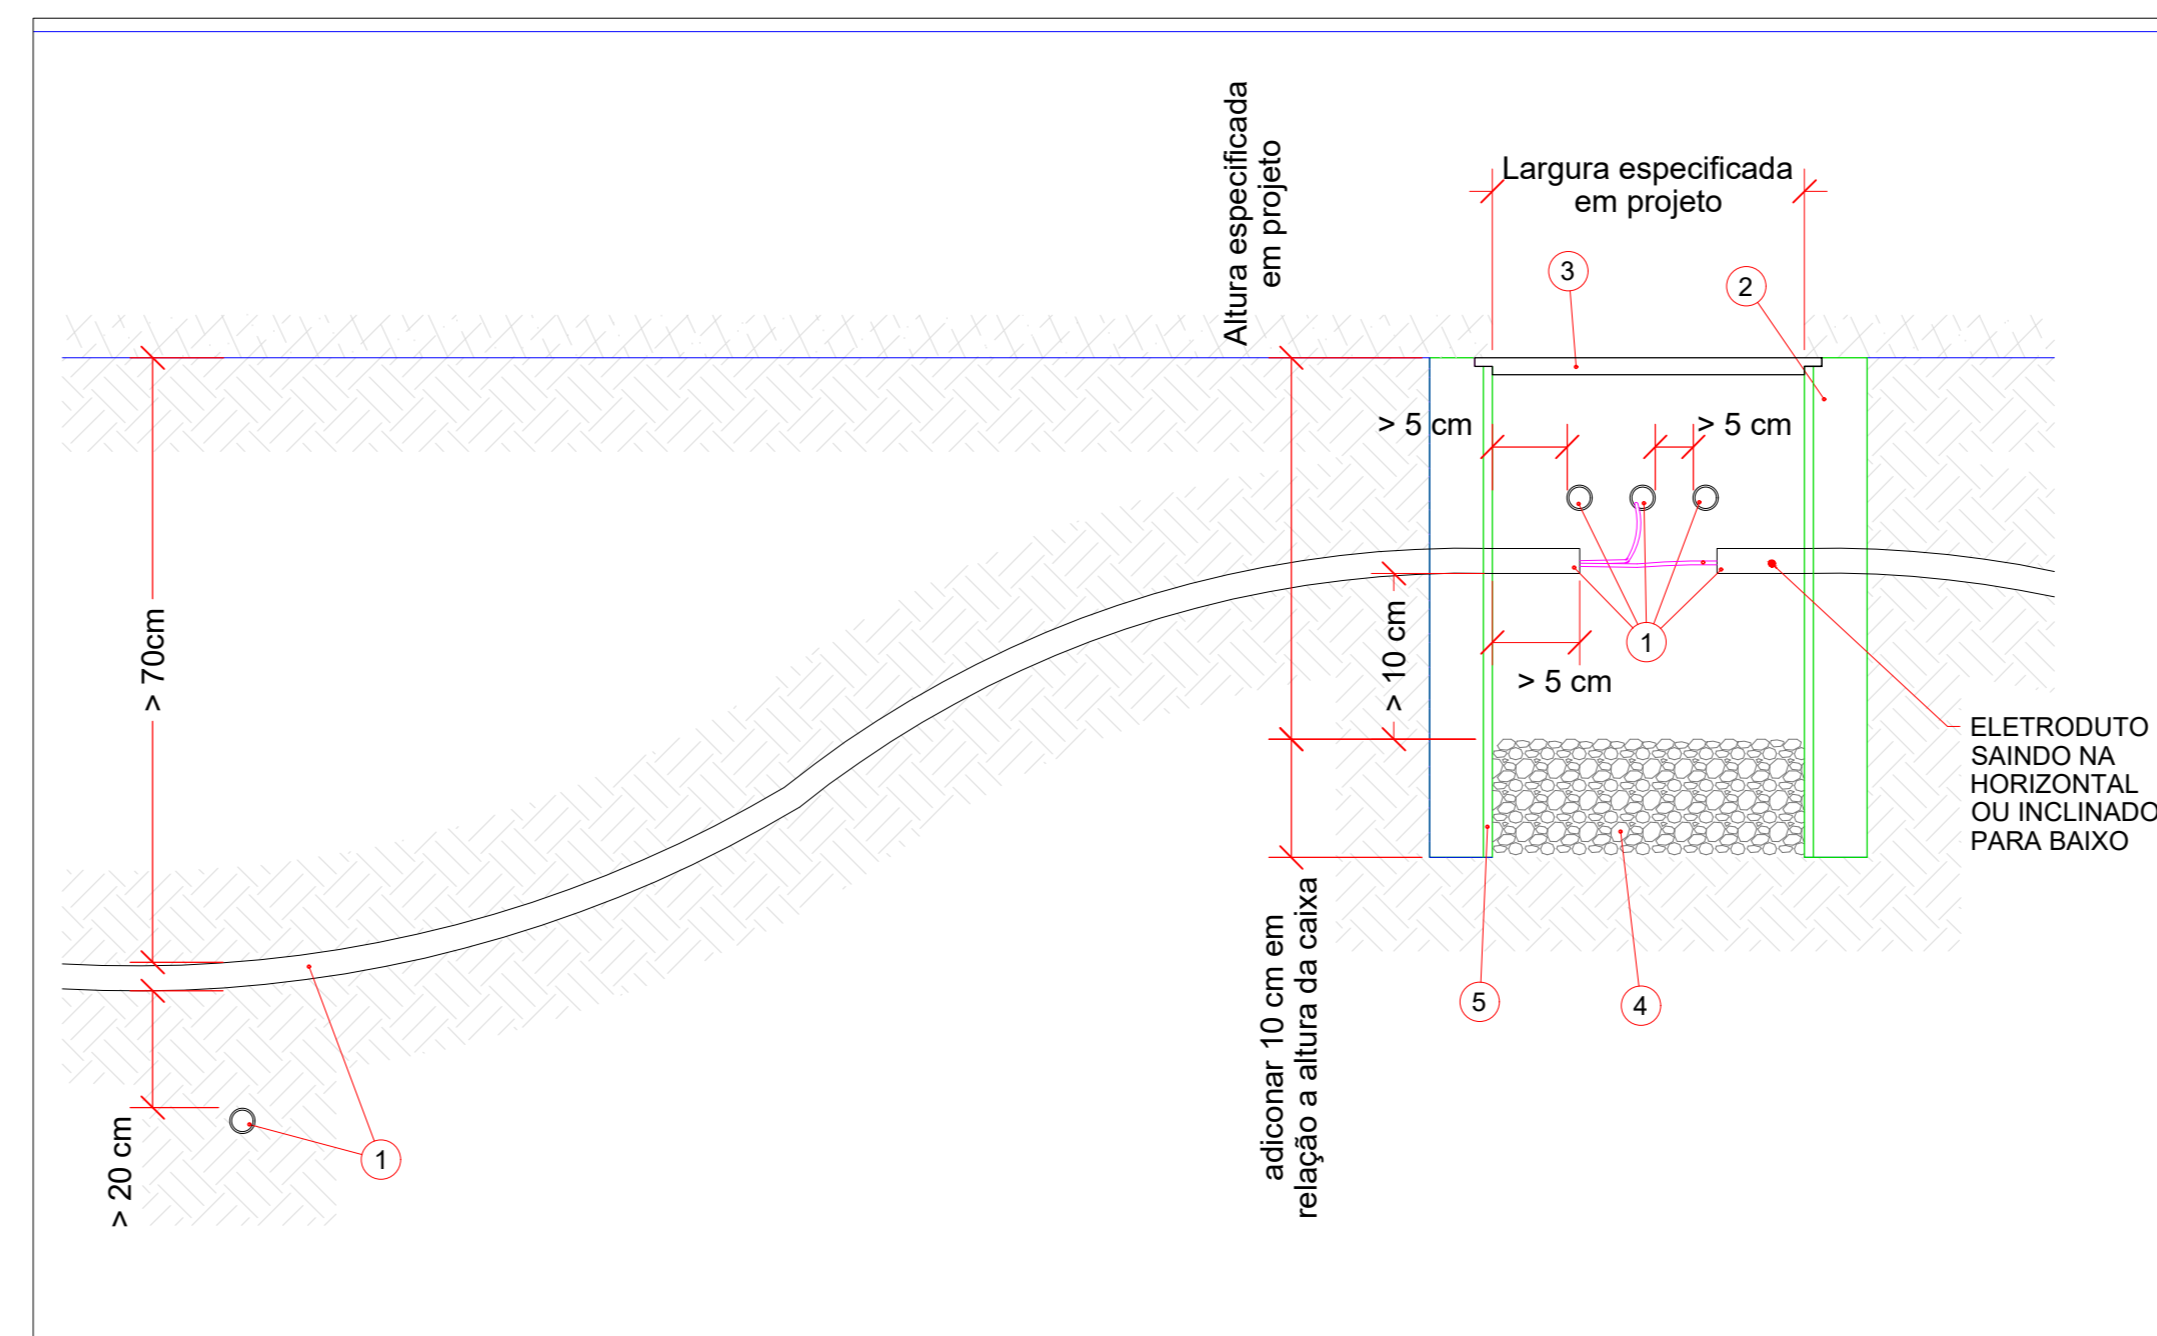 Altura especificada
em projeto
Largura especificada
em projeto
3
2
> 5 cm
> 5 cm
> 70cm
> 10 cm
1
> 5 cm
ELETRODUTO
SAINDO NA
HORIZONTAL
OU INCLINADO
PARA BAIXO
adiconar 10 cm em
relação a altura da caixa
5
4
> 20 cm
1